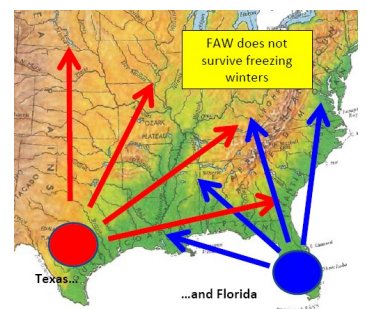 FAW does not
survive freezing
winters
OZARK
PLATEAU
Texas...
...and Florida